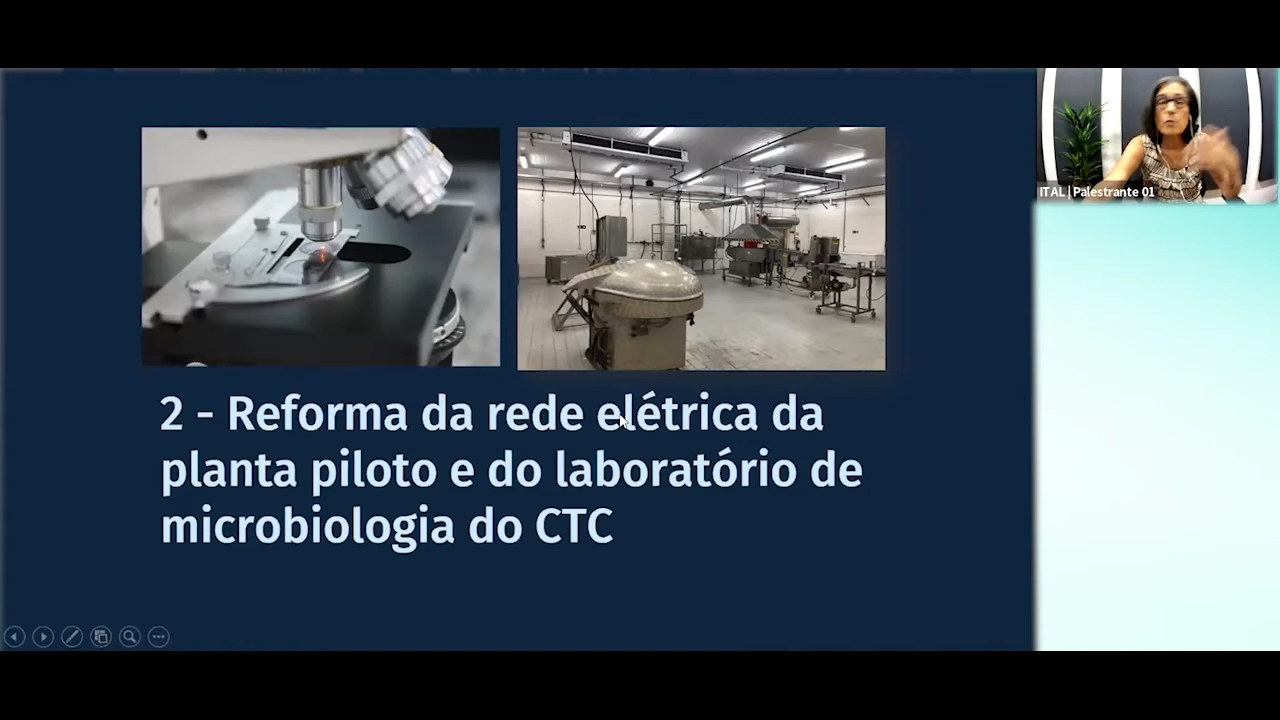 ITAL | Palestrante 01
2 - Reforma da rede elétrica da
planta piloto e do laboratório de
microbiologia do CTC